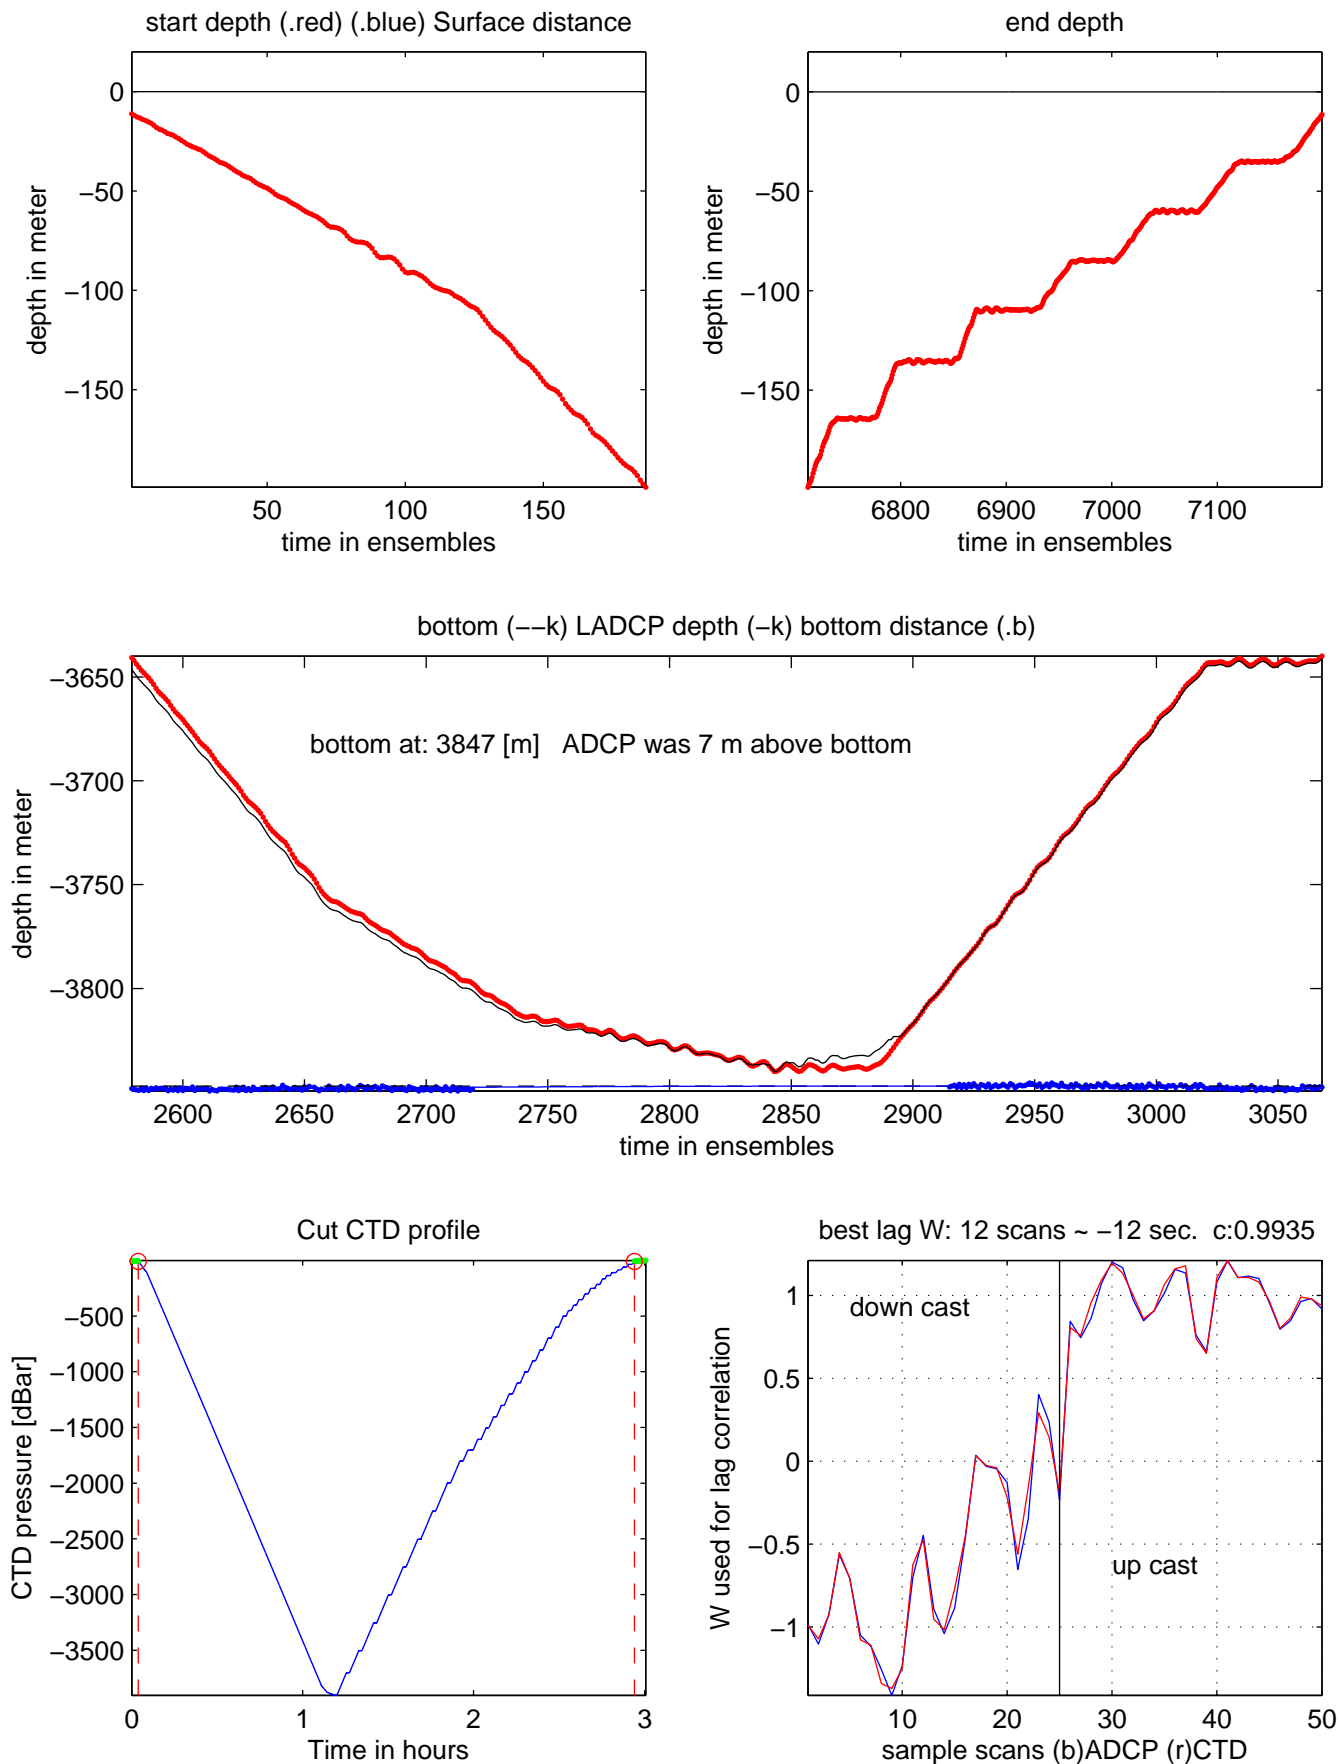 start depth (.red) (.blue) Surface distance
0
−50
−100
−150
depth in meter
50
100
150
time in ensembles
end depth
0
−50
−100
−150
depth in meter
6800
6900
7000
7100
time in ensembles
bottom (−−k) LADCP depth (−k) bottom distance (.b)
−3650
−3700
−3750
−3800
depth in meter
bottom at: 3847 [m]   ADCP was 7 m above bottom
2600
2650
2700
2750
2800
2850
2900
2950
3000
3050
time in ensembles
Cut CTD profile
−500
−1000
−1500
−2000
−2500
−3000
−3500
CTD pressure [dBar]
0
1
2
3
Time in hours
best lag W: 12 scans ~ −12 sec.  c:0.9935
1
0.5
0
−0.5
−1
W used for lag correlation
down cast
up cast
10
20
30
40
50
sample scans (b)ADCP (r)CTD